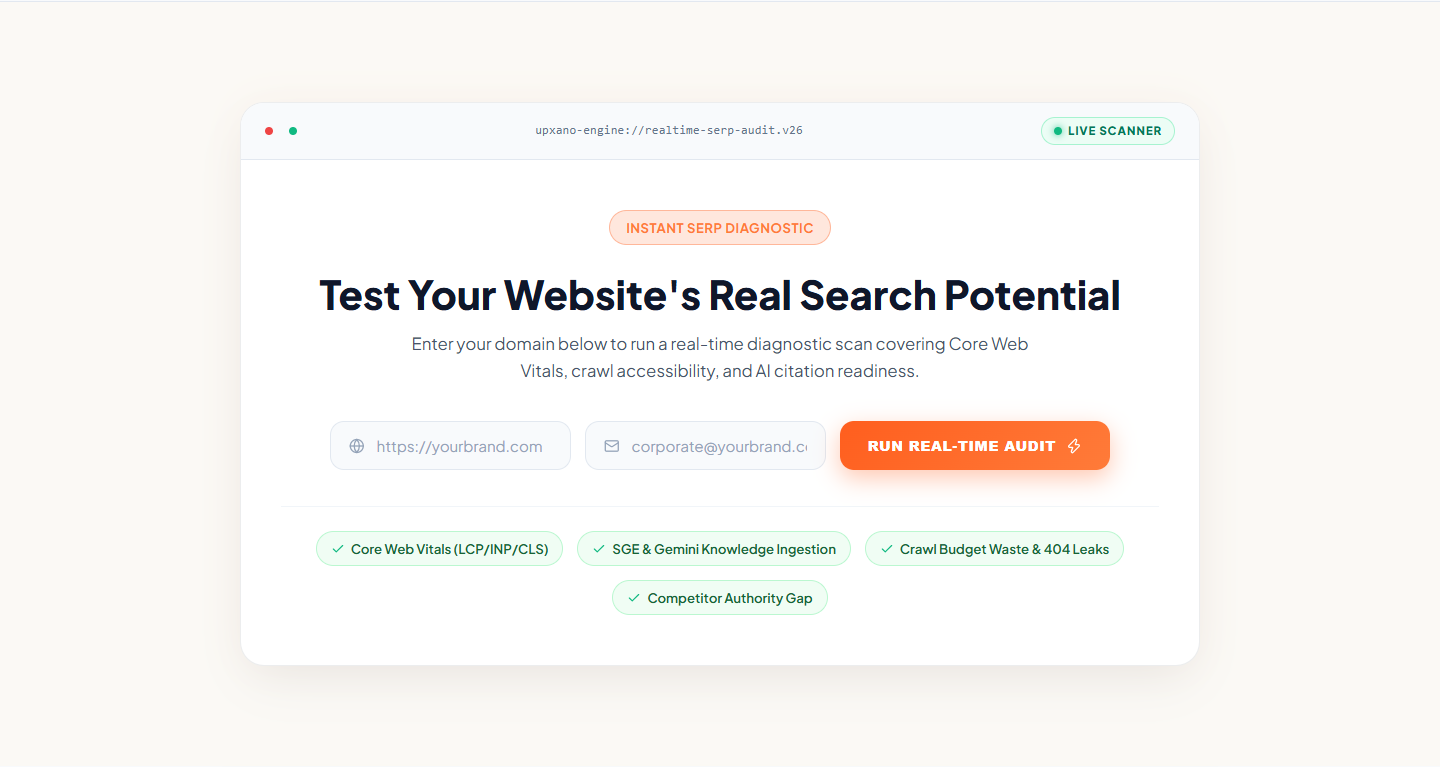 upxano-engine://realtime-serp-audit.v26
LIVE SCANNER
INSTANT SERP DIAGNOSTIC
Test Your Website's Real Search Potential
Enter your domain below to run a real-time diagnostic scan covering Core Web
Vitals, crawl accessibility, and AI citation readiness.
https://yourbrand.com
corporate@yourbrand.c
RUN REAL-TIME AUDIT
Core Web Vitals (LCP/INP/CLS)
SGE & Gemini Knowledge Ingestion
Crawl Budget Waste & 404 Leaks
Competitor Authority Gap